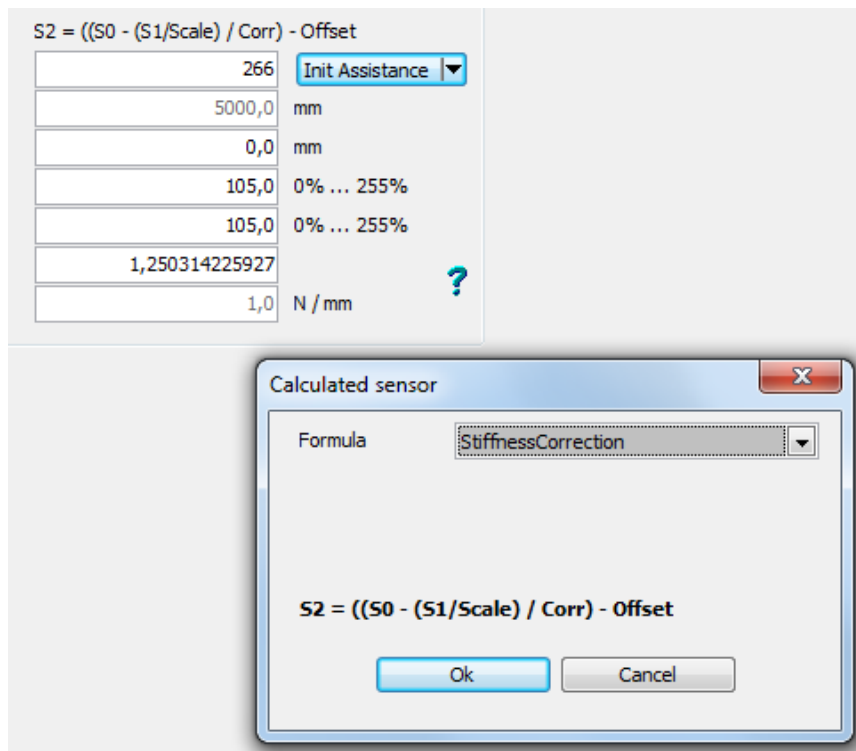 S2 = ((S0 - (S1/Scale) / Corr) - Offset
266 Init Assistance
5000,0 mm
0,0 mm
105,0 0% ... 255%
105,0 0% ... 255%
1,250314225927
?
1,0 N / mm
Calculated sensor
Formula StiffnessCorrection
S2 = ((S0 - (S1/Scale) / Corr) - Offset
Ok Cancel